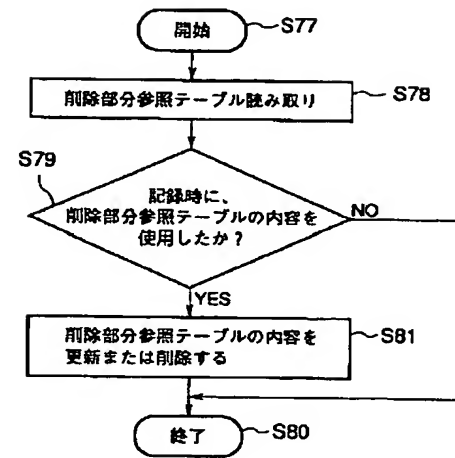 開始
S77
削除部分参照テーブル読み取り
S78
S79
記録時に、
削除部分参照テーブルの内容を
使用したか?
NO
YES
削除部分参照テーブルの内容を
更新または削除する
S81
終了
S80